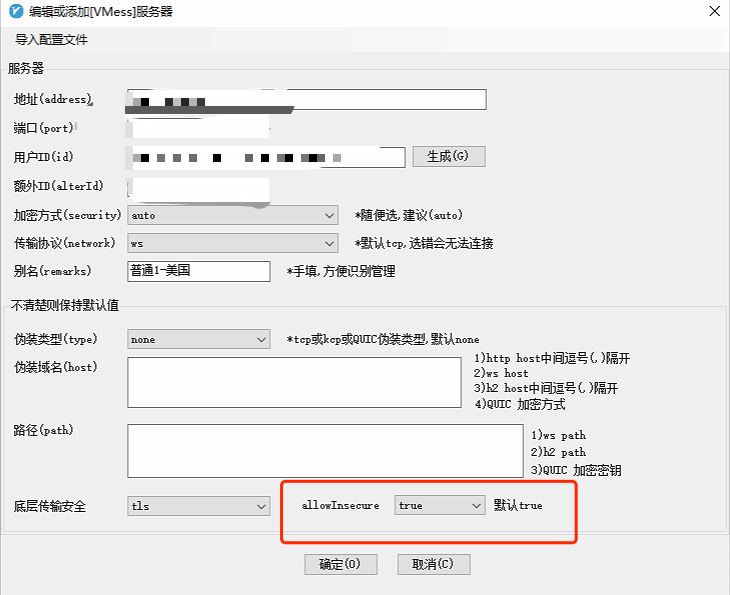 编辑或添加[VMess]服务器
导入配置文件
服务器
地址(address)
端口(port)
用户ID(id) 生成(G)
额外ID(alterId)
加密方式(security) auto *随便选,建议(auto)
传输协议(network) ws *默认tcp,选错会无法连接
别名(remarks) 普通1-美国 *手填,方便识别管理
不清楚则保持默认值
伪装类型(type) none *tcp或kcp或QUIC伪装类型,默认none
伪装域名(host) 1)http host中间逗号(,)隔开
2)ws host
3)h2 host中间逗号(,)隔开
4)QUIC 加密方式
路径(path) 1)ws path
2)h2 path
3)QUIC 加密密钥
底层传输安全 tls allowInsecure true 默认true
确定(O) 取消(C)